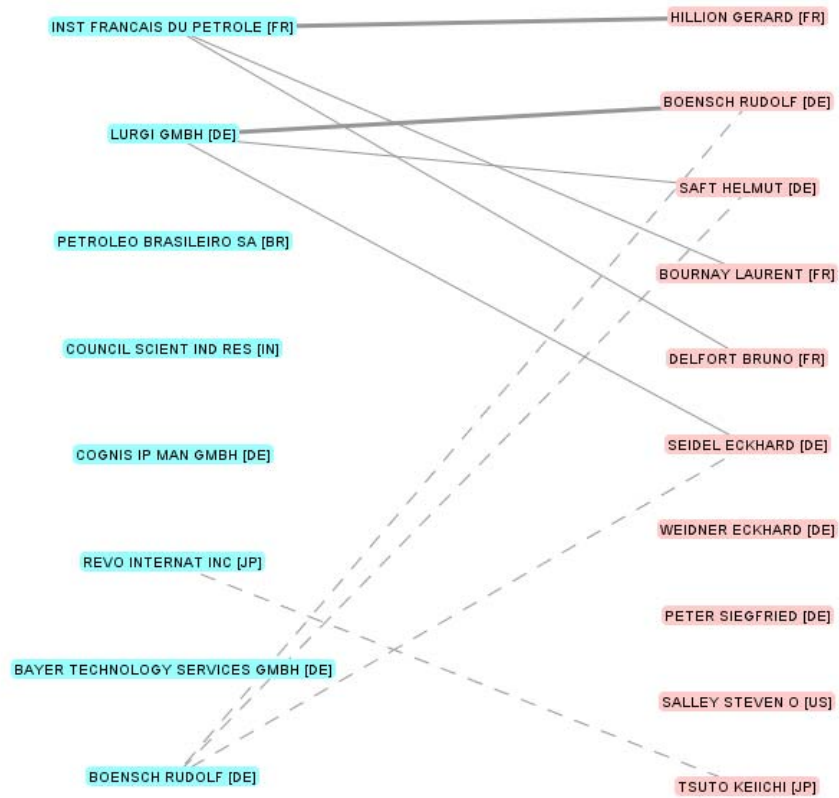 INST FRANCAIS DU PETROLE [FR]
HILLION GERARD [FR]
BOENSCH RUDOLF [DE]
LURGI GMBH [DE]
SAFT HELMUT [DE]
PETROLEO BRASILEIRO SA [BR]
BOURNAY LAURENT [FR]
COUNCIL SCIENT IND RES [IN]
DELFORT BRUNO [FR]
SEIDEL ECKHARD [DE]
COGNIS IP MAN GMBH [DE]
WEIDNER ECKHARD [DE]
REVO INTERNAT INC [JP]
PETER SIEGFRIED [DE]
BAYER TECHNOLOGY SERVICES GMBH [DE]
SALLEY STEVEN O [US]
BOENSCH RUDOLF [DE]
TSUTO KEIICHI [JP]